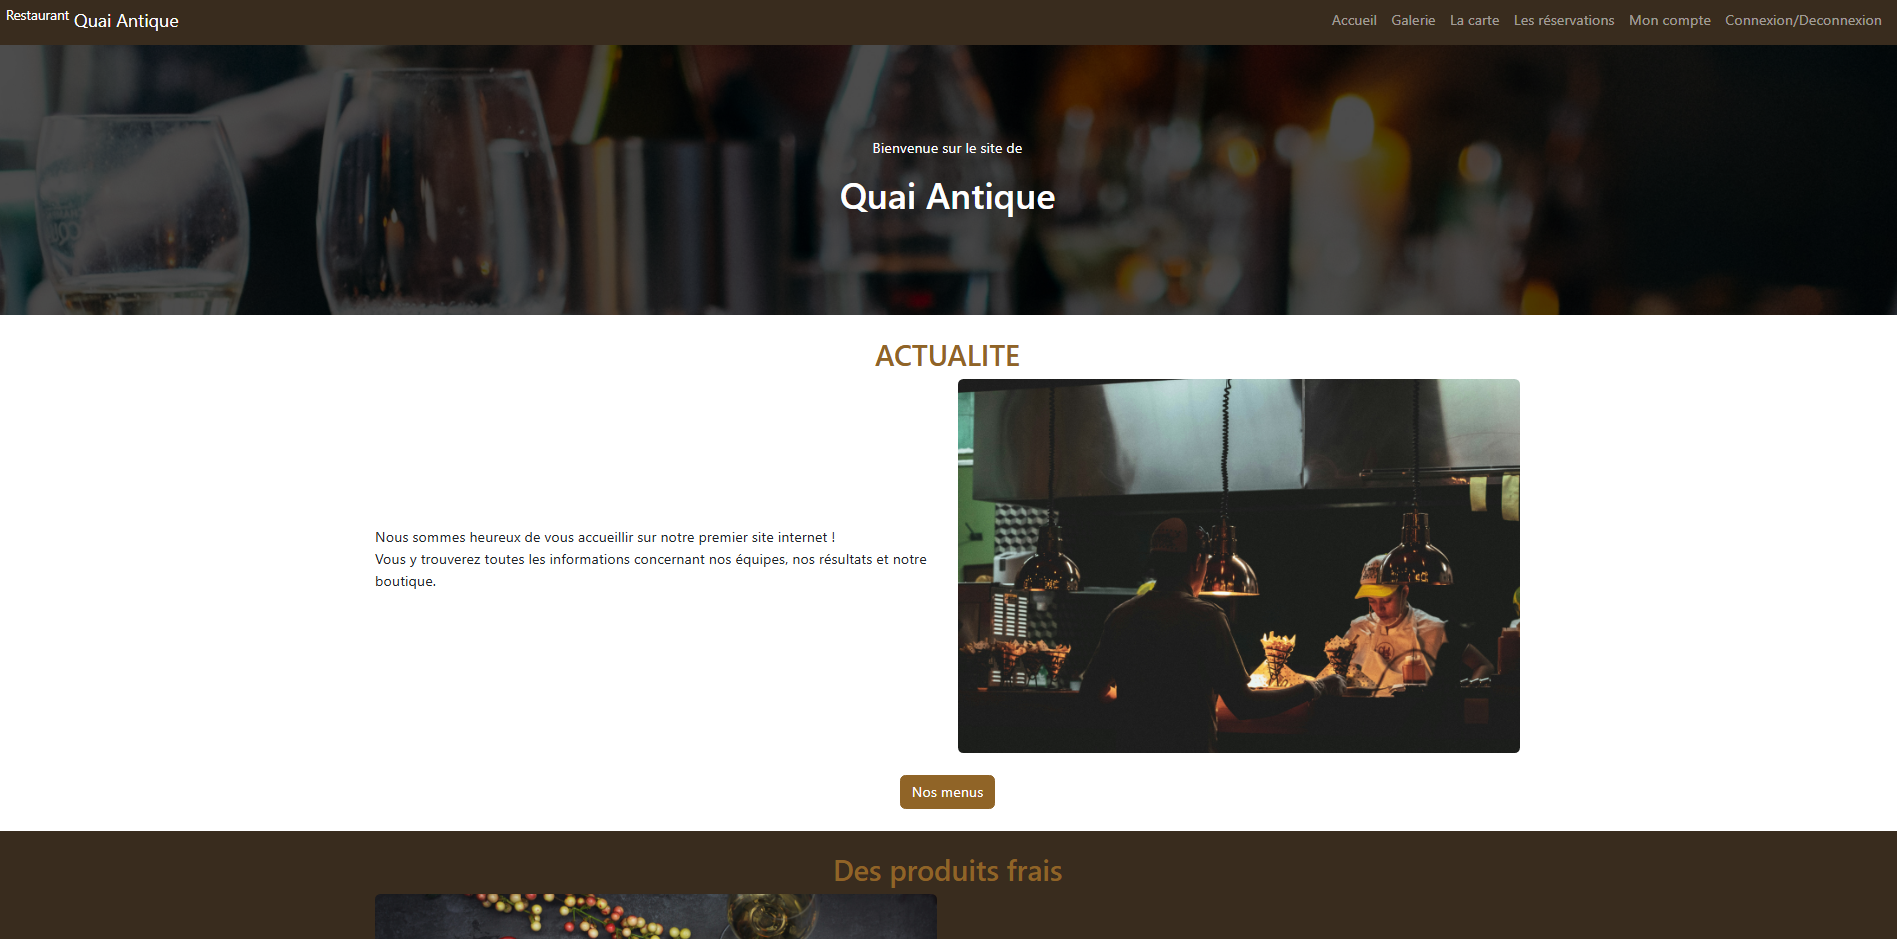 Restaurant Quai Antique
Accueil Galerie La carte Les réservations Mon compte Connexion/Deconnexion
Bienvenue sur le site de
Quai Antique
ACTUALITE
Nous sommes heureux de vous accueillir sur notre premier site internet !
Vous y trouverez toutes les informations concernant nos équipes, nos résultats et notre
boutique.
Nos menus
Des produits frais